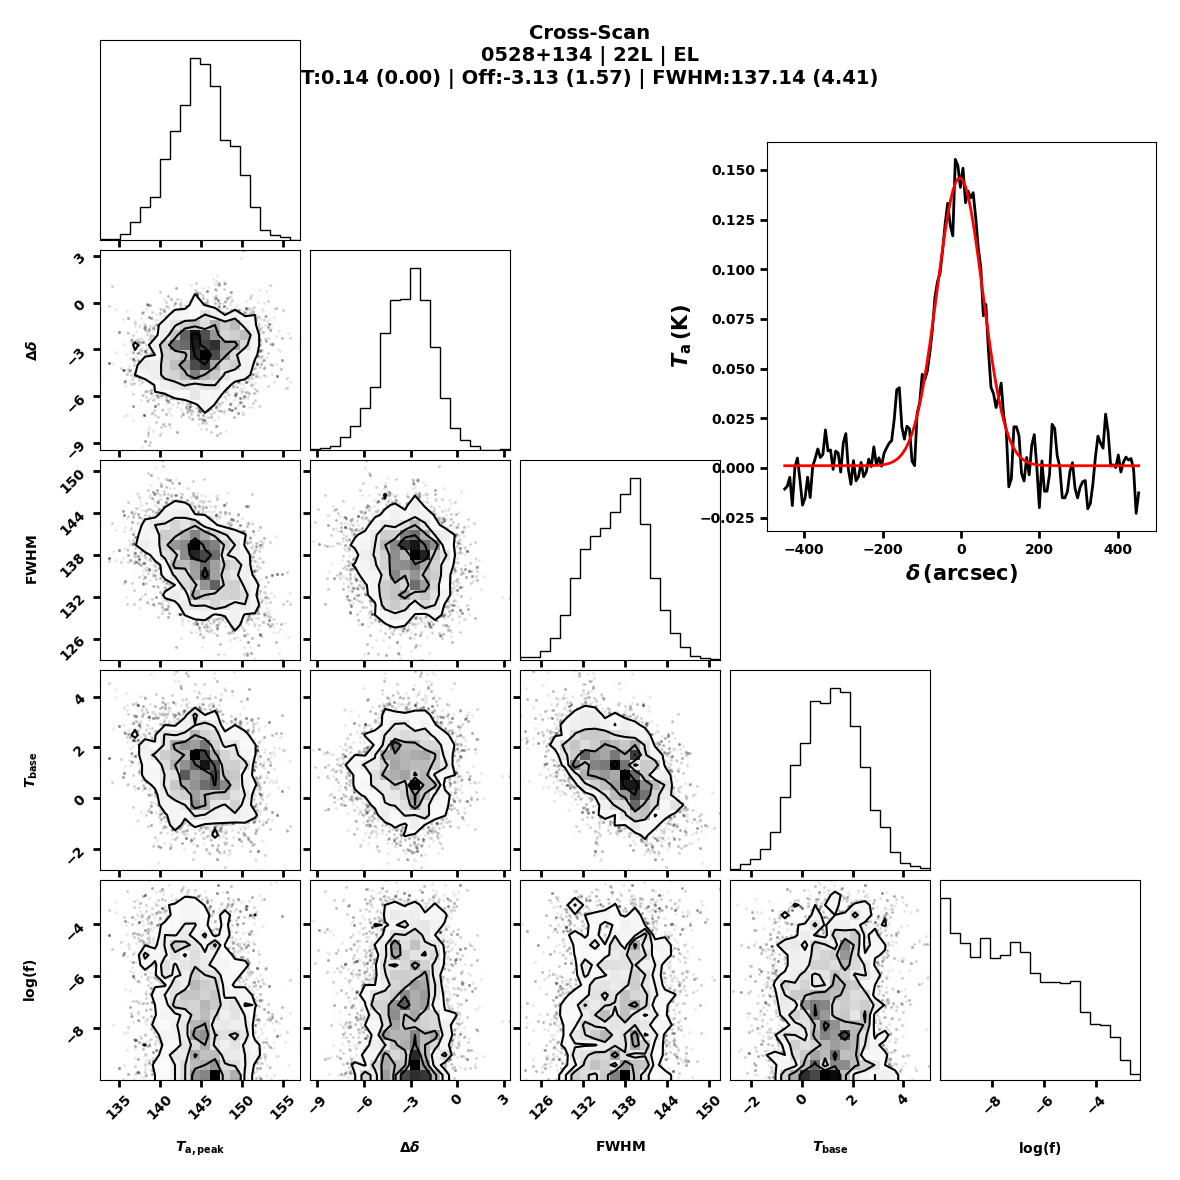 Cross-Scan
0528+134 | 22L | EL
T:0.14 (0.00) | Off:-3.13 (1.57) | FWHM:137.14 (4.41)
0.150
0.125
0.100
0.075
0.050
0.025
0.000
−0.025
Ta (K)
−400 −200 0 200 400
δ (arcsec)
3
0
−3
−6
−9
Δδ
150
144
138
132
126
FWHM
4
2
0
−2
Tbase
−4
−6
−8
log(f)
135 140 145 150 155
−9 −6 −3 0 3
126 132 138 144 150
−2 0 2 4
−8 −6 −4
Ta, peak
Δδ
FWHM
Tbase
log(f)